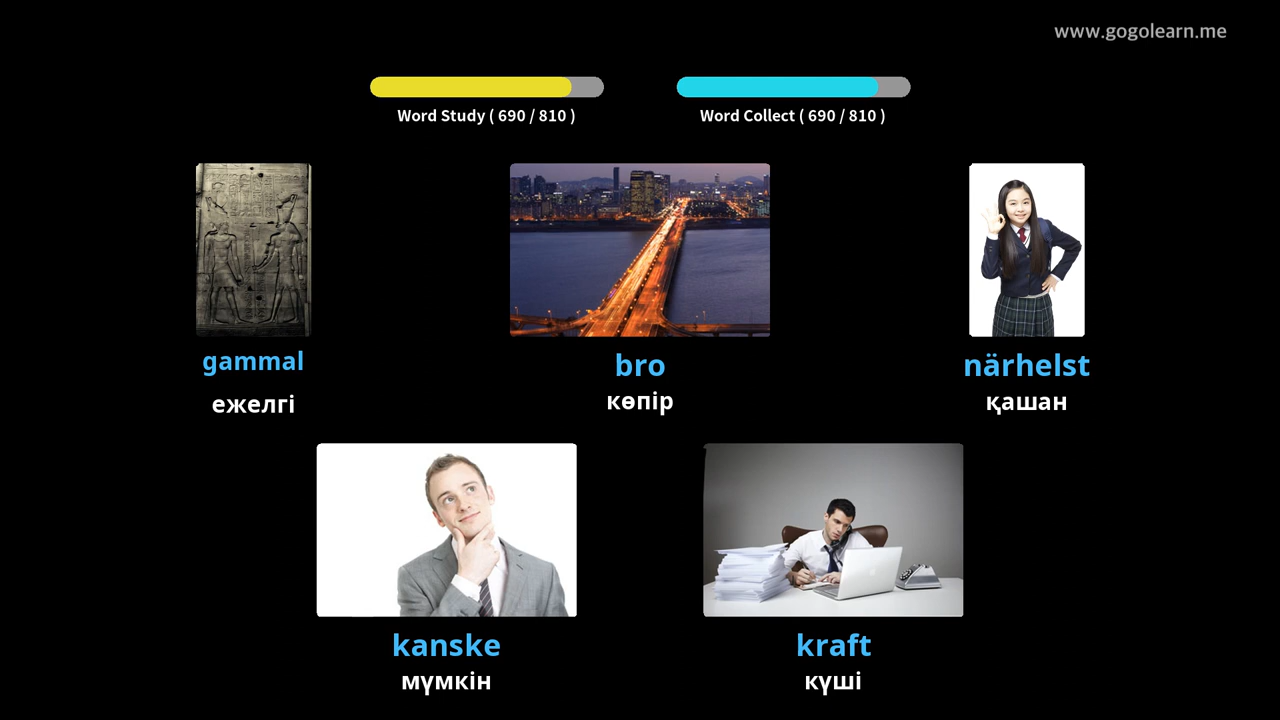 www.gogolearn.me
Word Study ( 690 / 810 )
Word Collect ( 690 / 810 )
gammal
ежелгі
bro
көпір
närhelst
қашан
kanske
мүмкін
kraft
күші